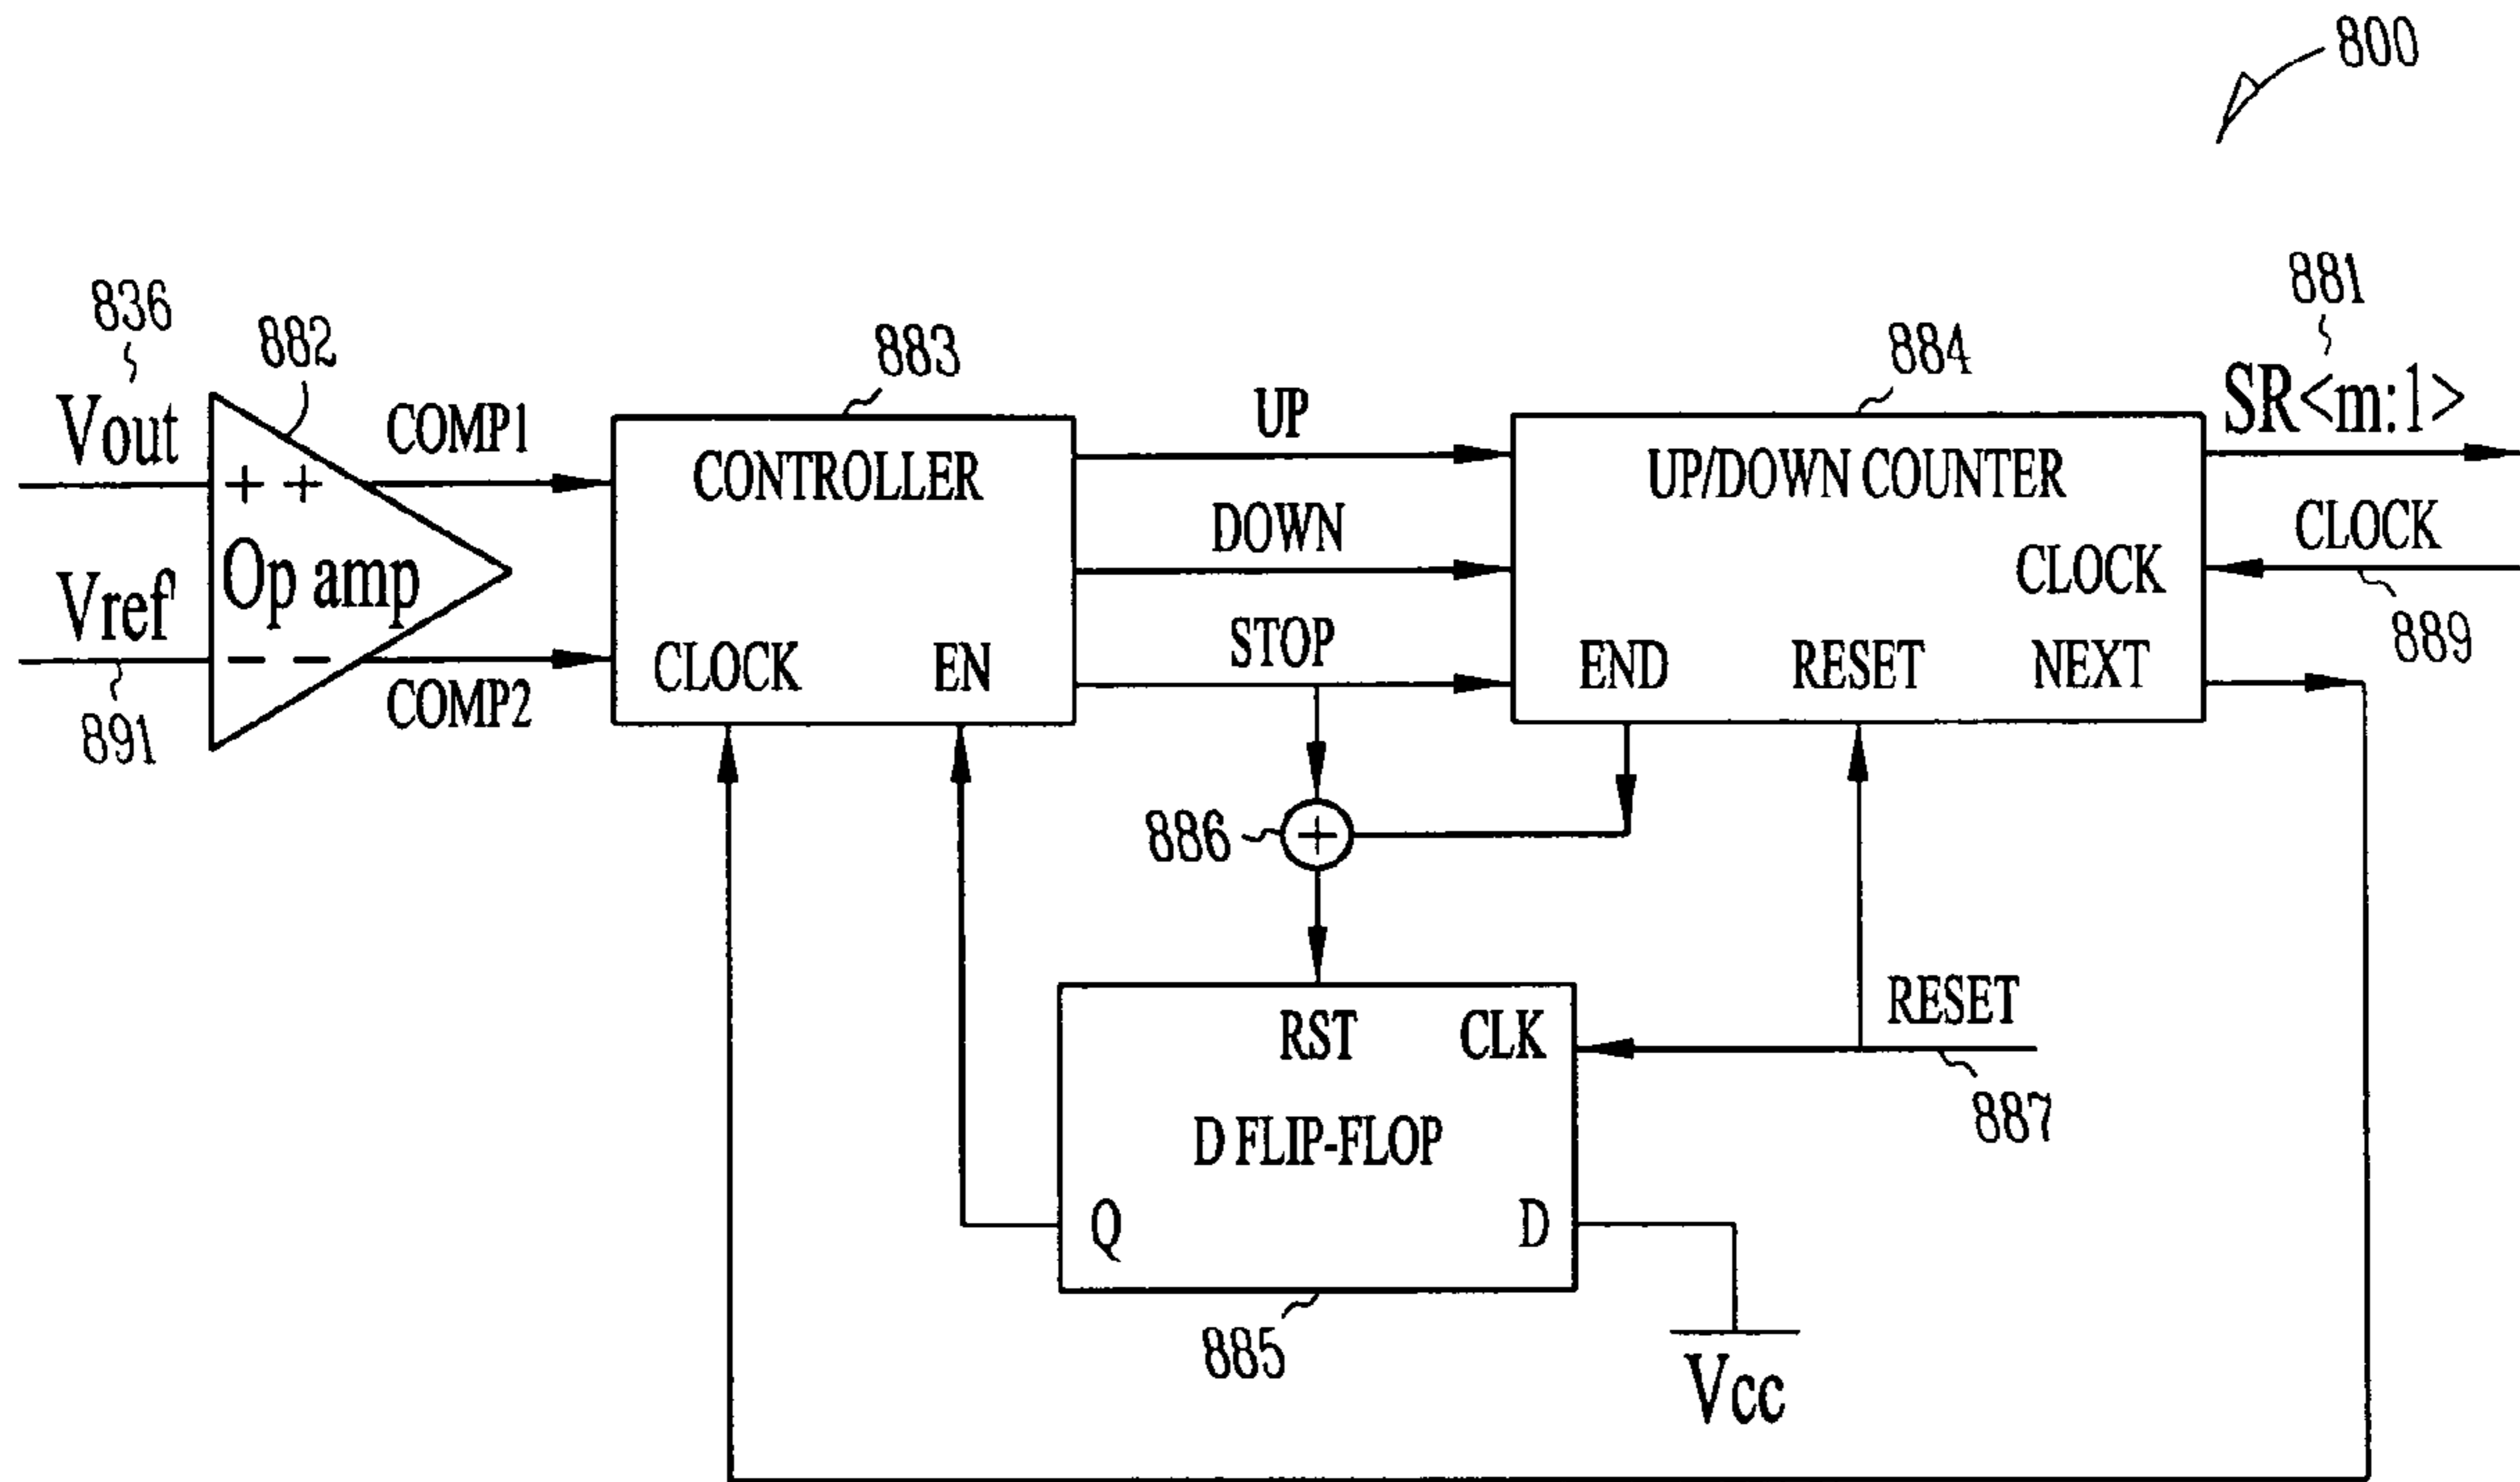 800
836
882
883
884
881
Vout
COMP1
UP
SR<m:1>
+ +
CONTROLLER
UP/DOWN COUNTER
DOWN
CLOCK
Vref
Op amp
CLOCK
889
- -
CLOCK
EN
STOP
END
RESET
NEXT
891
COMP2
886
+
RST
CLK
RESET
887
D FLIP-FLOP
Q
D
885
Vcc